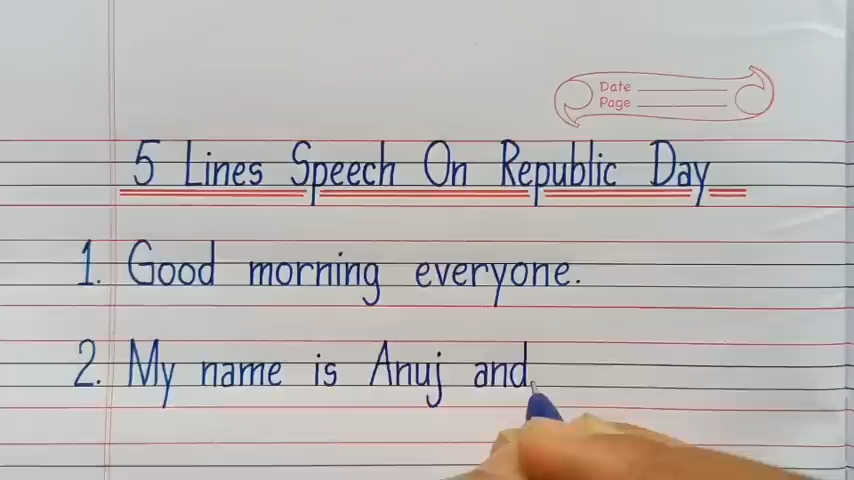 Date
Page
5 Lines Speech On Republic Day
1. Good morning everyone.
2. My name is Anuj and